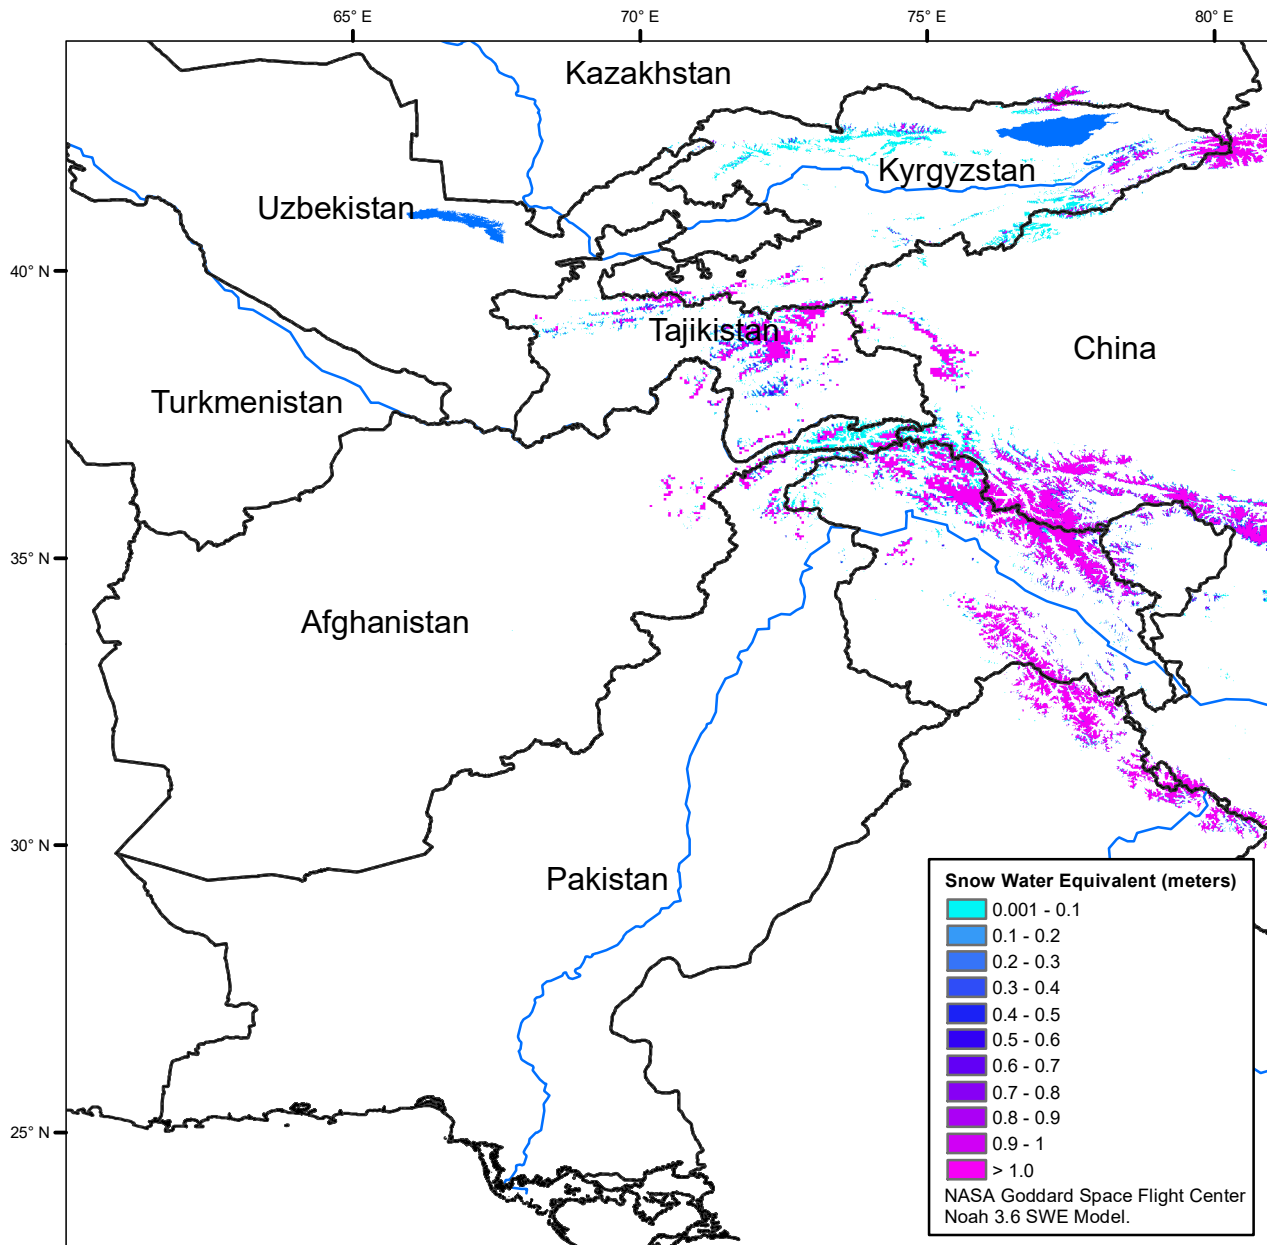 65° E
70° E
75° E
80° E
Kazakhstan
Kyrgyzstan
Uzbekistan
40° N
Tajikistan
China
Turkmenistan
35° N
Afghanistan
30° N
Pakistan
25° N
Snow Water Equivalent (meters)
0.001 - 0.1
0.1 - 0.2
0.2 - 0.3
0.3 - 0.4
0.4 - 0.5
0.5 - 0.6
0.6 - 0.7
0.7 - 0.8
0.8 - 0.9
0.9 - 1
> 1.0
NASA Goddard Space Flight Center
Noah 3.6 SWE Model.